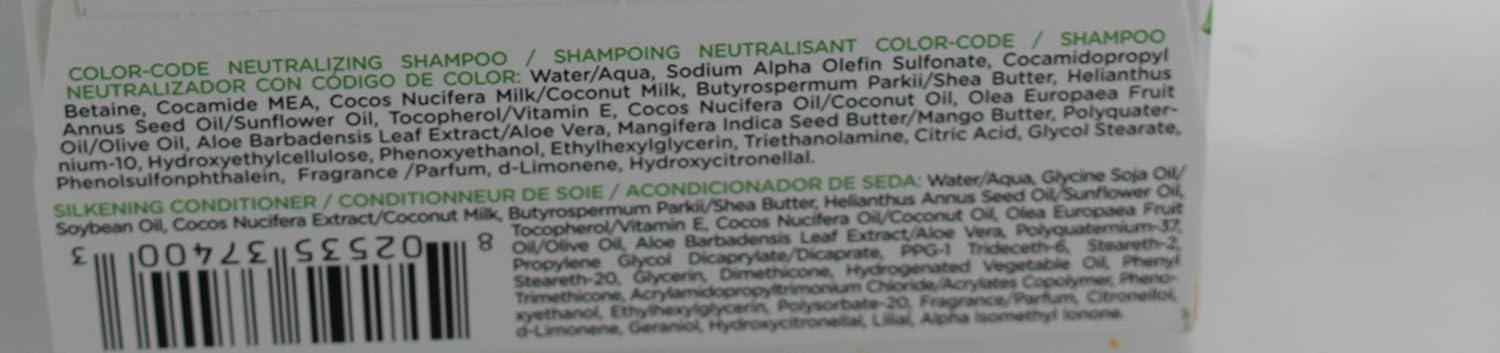 COLOR-CODE NEUTRALIZING SHAMPOO / SHAMPOING NEUTRALISANT COLOR-CODE / SHAMPOO
NEUTRALIZADOR CON CÓDIGO DE COLOR: Water/Aqua, Sodium Alpha Olefin Sulfonate, Cocamidopropyl
Betaine, Cocamide MEA, Cocos Nucifera Milk/Coconut Milk, Butyrospermum Parkii/Shea Butter, Helianthus
Annus Seed Oil/Sunflower Oil, Tocopherol/Vitamin E, Cocos Nucifera Oil/Coconut Oil, Olea Europaea Fruit
Oil/Olive Oil, Aloe Barbadensis Leaf Extract/Aloe Vera, Mangifera Indica Seed Butter/Mango Butter, Polyquater-
nium-10, Hydroxyethylcellulose, Phenoxyethanol, Ethylhexylglycerin, Triethanolamine, Citric Acid, Glycol Stearate,
Phenolsulfonphthalein, Fragrance /Parfum, d-Limonene, Hydroxycitronellal.
SILKENING CONDITIONER / CONDITIONNEUR DE SOIE / ACONDICIONADOR DE SEDA: Water/Aqua, Glycine Soja Oil/
Soybean Oil, Cocos Nucifera Extract/Coconut Milk, Butyrospermum Parkii/Shea Butter, Helianthus Annus Seed Oil/Sunflower Oil,
Tocopherol/Vitamin E, Cocos Nucifera Oil/Coconut Oil, Olea Europaea Fruit
Oil/Olive Oil, Aloe Barbadensis Leaf Extract/Aloe Vera, Polyquaternium-37,
Propylene Glycol Dicaprylate/Dicaprate, PPG-1 Trideceth-6, Steareth-2,
Steareth-20, Glycerin, Dimethicone, Hydrogenated Vegetable Oil, Phenyl
Trimethicone, Acrylamidopropyltrimonium Chloride/Acrylates Copolymer, Pheno-
xyethanol, Ethylhexylglycerin, Polysorbate-20, Fragrance/Parfum, Citronellol,
d-Limonene, Geraniol, Hydroxycitronellal, Lilial, Alpha Isomethyl Ionone.
8 02535 37400 3